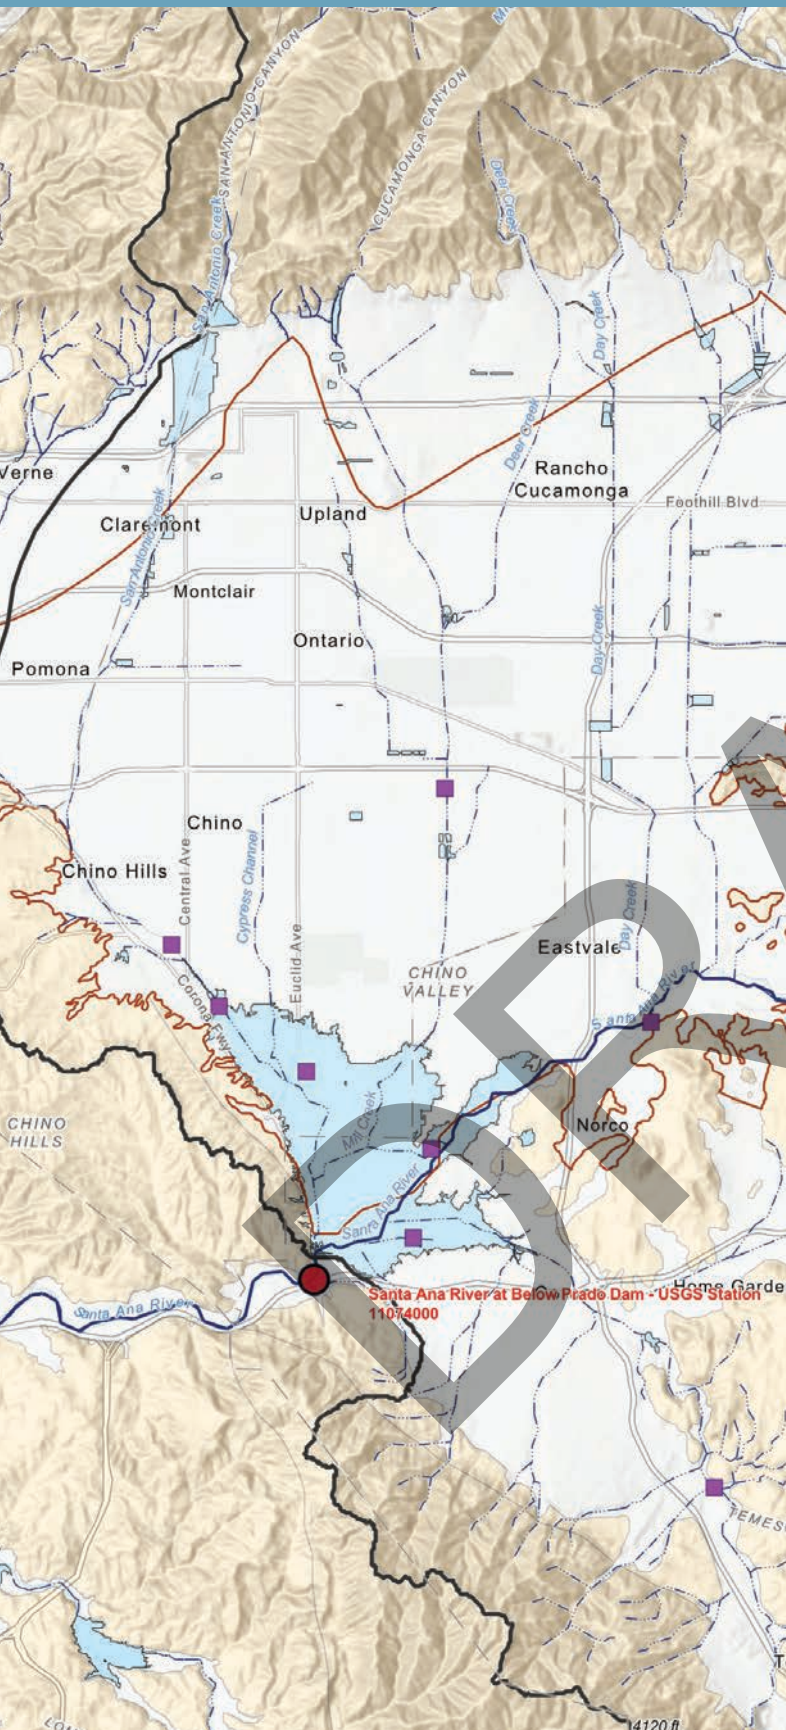 SAN ANTONIO CANYON
CUCAMONGA CANYON
San Antonio Creek
Deer Creek
Day Creek
Deer Creek
Verne
Rancho
Cucamonga
Foothill Blvd
Claremont
Upland
San Antonio Creek
Montclair
Ontario
Day Creek
Pomona
Chino
Chino Hills
Central Ave
Cypress Channel
Euclid Ave
Day Creek
Eastvale
CHINO
VALLEY
Corona Fwy
Santa Ana River
CHINO
HILLS
Mill Creek
Norco
Santa Ana River
Home Garde
Santa Ana River at Below Prado Dam - USGS Station
11074000
Santa Ana River
TEMES
4120 ft
DRA